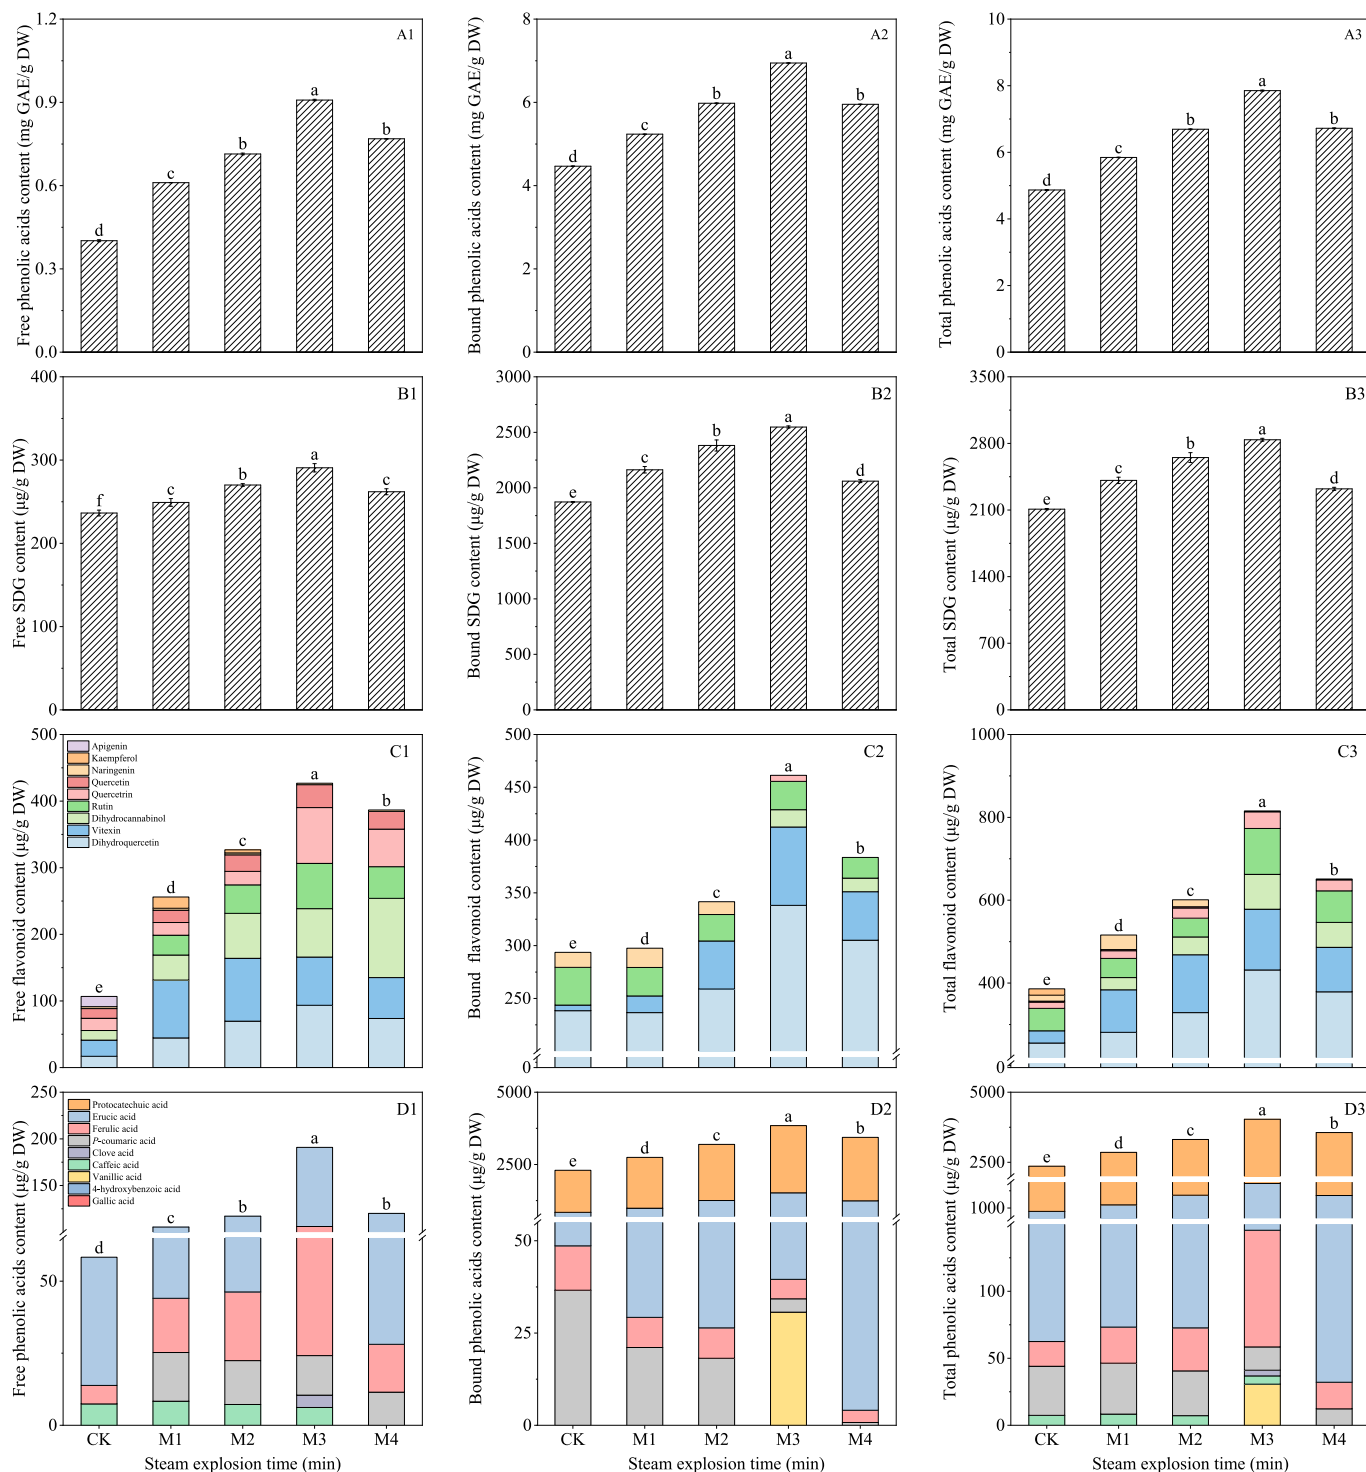 Free phenolic acids content (mg GAE/g DW)
1.2
0.9
0.6
0.3
0.0
A1
d
c
b
a
b
Bound phenolic acids content (mg GAE/g DW)
8
6
4
2
0
A2
d
c
b
a
b
Total phenolic acids content (mg GAE/g DW)
10
8
6
4
2
0
A3
d
c
b
a
b
Free SDG content (μg/g DW)
400
300
200
100
0
B1
f
c
b
a
c
Bound SDG content (μg/g DW)
3000
2500
2000
1500
1000
500
0
B2
e
c
b
a
d
Total SDG content (μg/g DW)
3500
2800
2100
1400
700
0
B3
e
c
b
a
d
Free flavonoid content (μg/g DW)
500
400
300
200
100
0
Apigenin
Kaempferol
Naringenin
Quercetin
Quercetrin
Rutin
Dihydrocannabinol
Vitexin
Dihydroquercetin
C1
e
d
c
a
b
Bound flavonoid content (μg/g DW)
500
450
400
350
300
250
0
C2
e
d
c
a
b
Total flavonoid content (μg/g DW)
1000
800
600
400
0
C3
e
d
c
a
b
Free phenolic acids content (μg/g DW)
250
200
150
50
0
Protocatechuic acid
Erucic acid
Ferulic acid
P-coumaric acid
Clove acid
Caffeic acid
Vanillic acid
4-hydroxybenzoic acid
Gallic acid
D1
d
c
b
a
b
CK M1 M2 M3 M4
Steam explosion time (min)
Bound phenolic acids content (μg/g DW)
5000
2500
50
25
0
D2
e
d
c
a
b
CK M1 M2 M3 M4
Steam explosion time (min)
Total phenolic acids content (μg/g DW)
5000
2500
1000
100
50
0
D3
e
d
c
a
b
CK M1 M2 M3 M4
Steam explosion time (min)